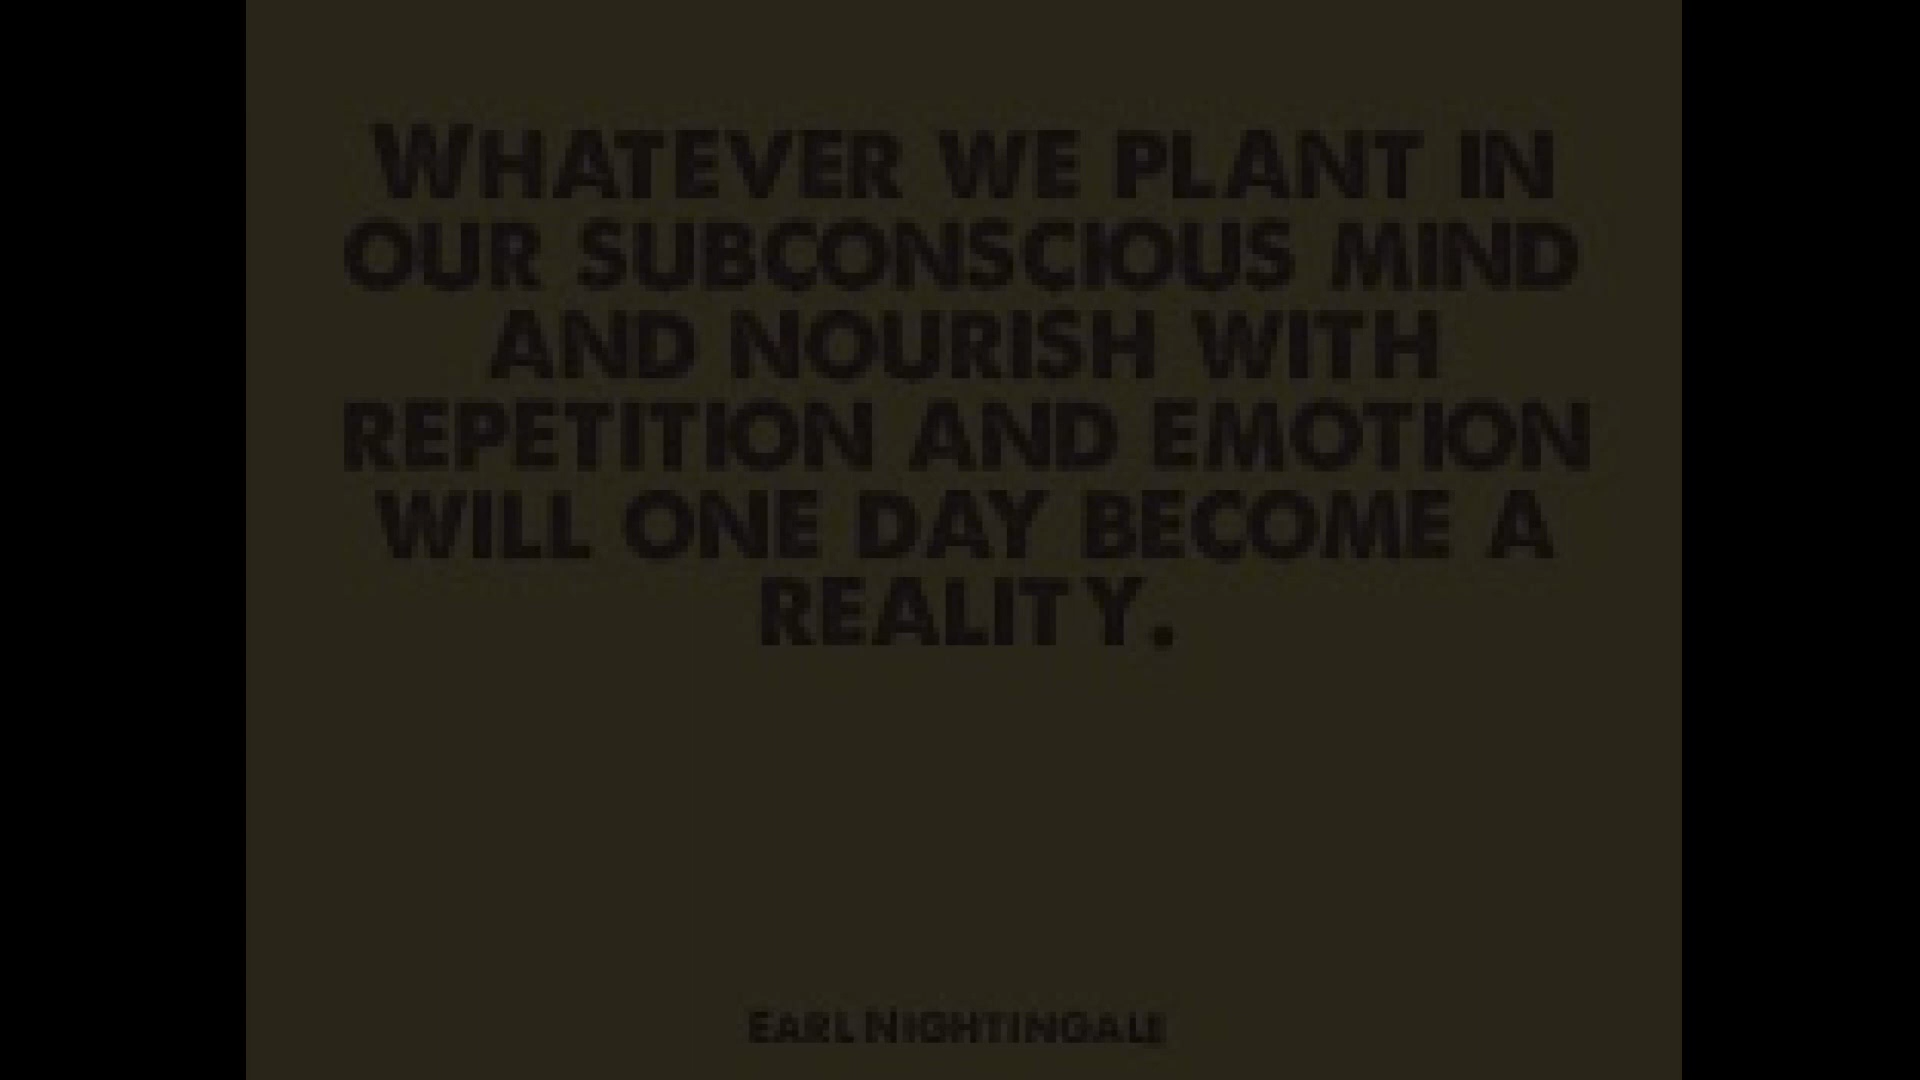 WHATEVER WE PLANT IN
OUR SUBCONSCIOUS MIND
AND NOURISH WITH
REPETITION AND EMOTION
WILL ONE DAY BECOME A
REALITY.
EARL NIGHTINGALE